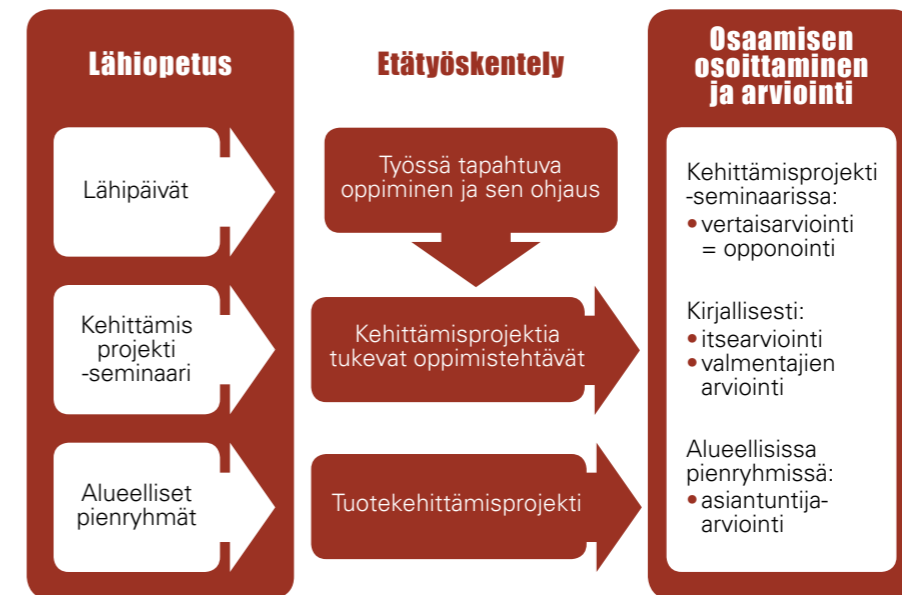 Lähiopetus
Lähipäivät
Kehittämis
projekti
-seminaari
Alueelliset
pienryhmät
Etätyöskentely
Työssä tapahtuva
oppiminen ja sen ohjaus
Kehittämisprojektia
tukevat oppimistehtävät
Tuotekehittämisprojekti
Osaamisen
osoittaminen
ja arviointi
Kehittämisprojekti
-seminaarissa:
• vertaisarviointi
= opponointi
Kirjallisesti:
• itsearviointi
• valmentajien
arviointi
Alueellisissa
pienryhmissä:
• asiantuntija-
arviointi